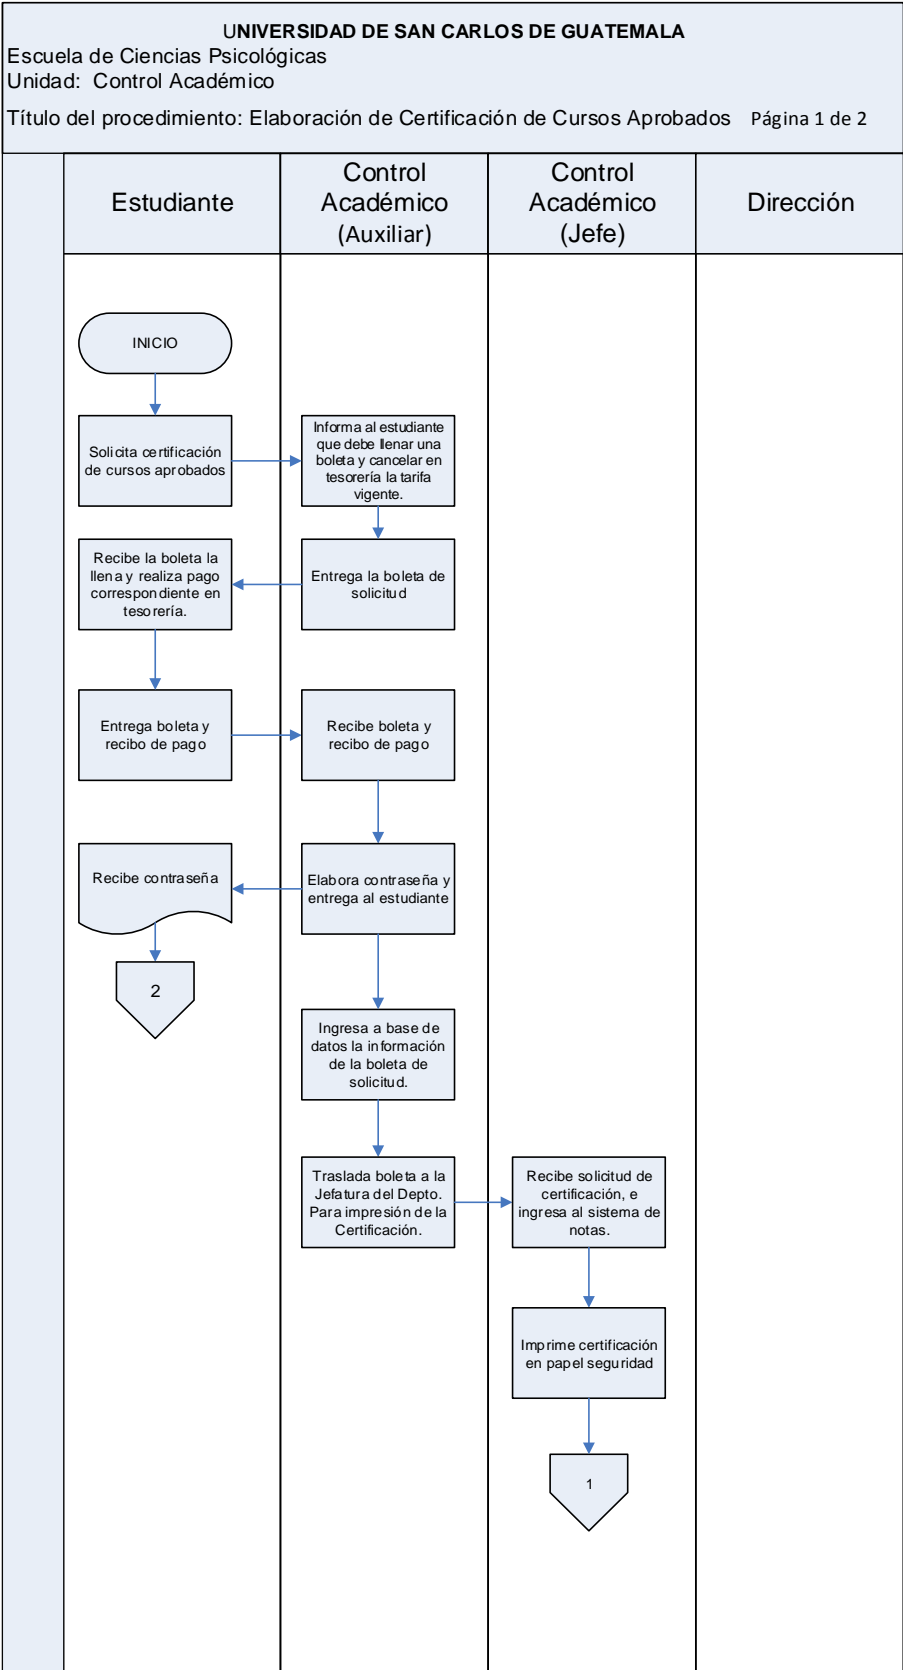 UNIVERSIDAD DE SAN CARLOS DE GUATEMALA
Escuela de Ciencias Psicológicas
Unidad:  Control Académico
Título del procedimiento: Elaboración de Certificación de Cursos Aprobados   Página 1 de 2
Estudiante
Control
Académico
(Auxiliar)
Control
Académico
(Jefe)
Dirección
INICIO
Solicita certificación
de cursos aprobados
Informa al estudiante
que debe llenar una
boleta y cancelar en
tesorería la tarifa
vigente.
Recibe la boleta la
llena y realiza pago
correspondiente en
tesorería.
Entrega la boleta de
solicitud
Entrega boleta y
recibo de pago
Recibe boleta y
recibo de pago
Recibe contraseña
Elabora contraseña y
entrega al estudiante
2
Ingresa a base de
datos la información
de la boleta de
solicitud.
Traslada boleta a la
Jefatura del Depto.
Para impresión de la
Certificación.
Recibe solicitud de
certificación, e
ingresa al sistema de
notas.
Imprime certificación
en papel seguridad
1